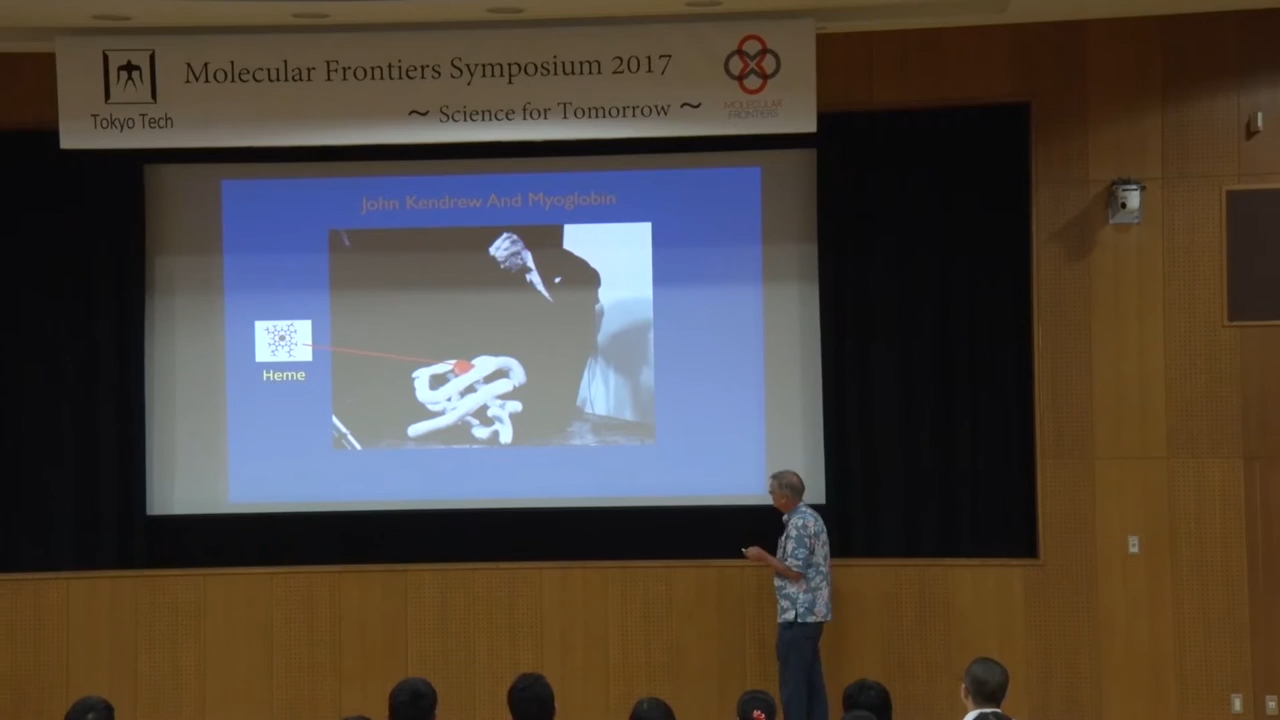 Tokyo Tech
Molecular Frontiers Symposium 2017
~ Science for Tomorrow ~
MOLECULAR
FRONTIERS
John Kendrew And Myoglobin
Heme